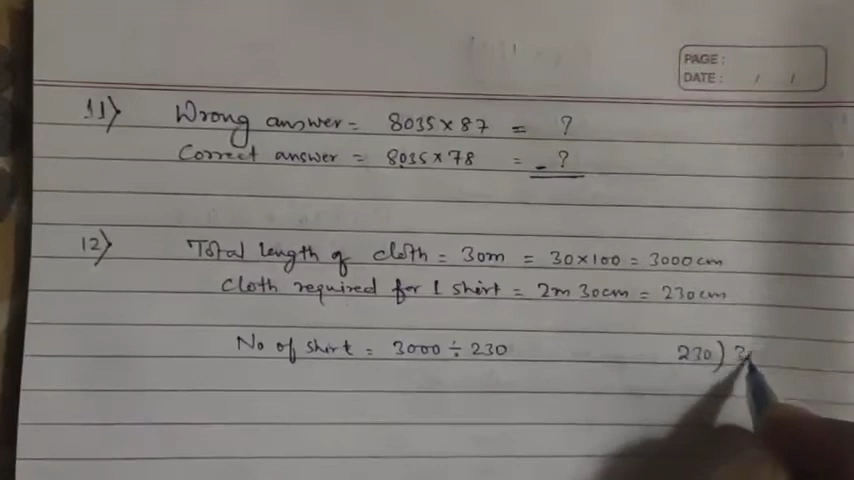 PAGE :
DATE : / /
11) Wrong answer = 8035 × 87 = ?
Correct answer = 8035 × 78 = - ?
12) Total length of cloth = 30m = 30 × 100 = 3000 cm
Cloth required for 1 shirt = 2m 30cm = 230 cm
No of shirt = 3000 ÷ 230 230 ) 3